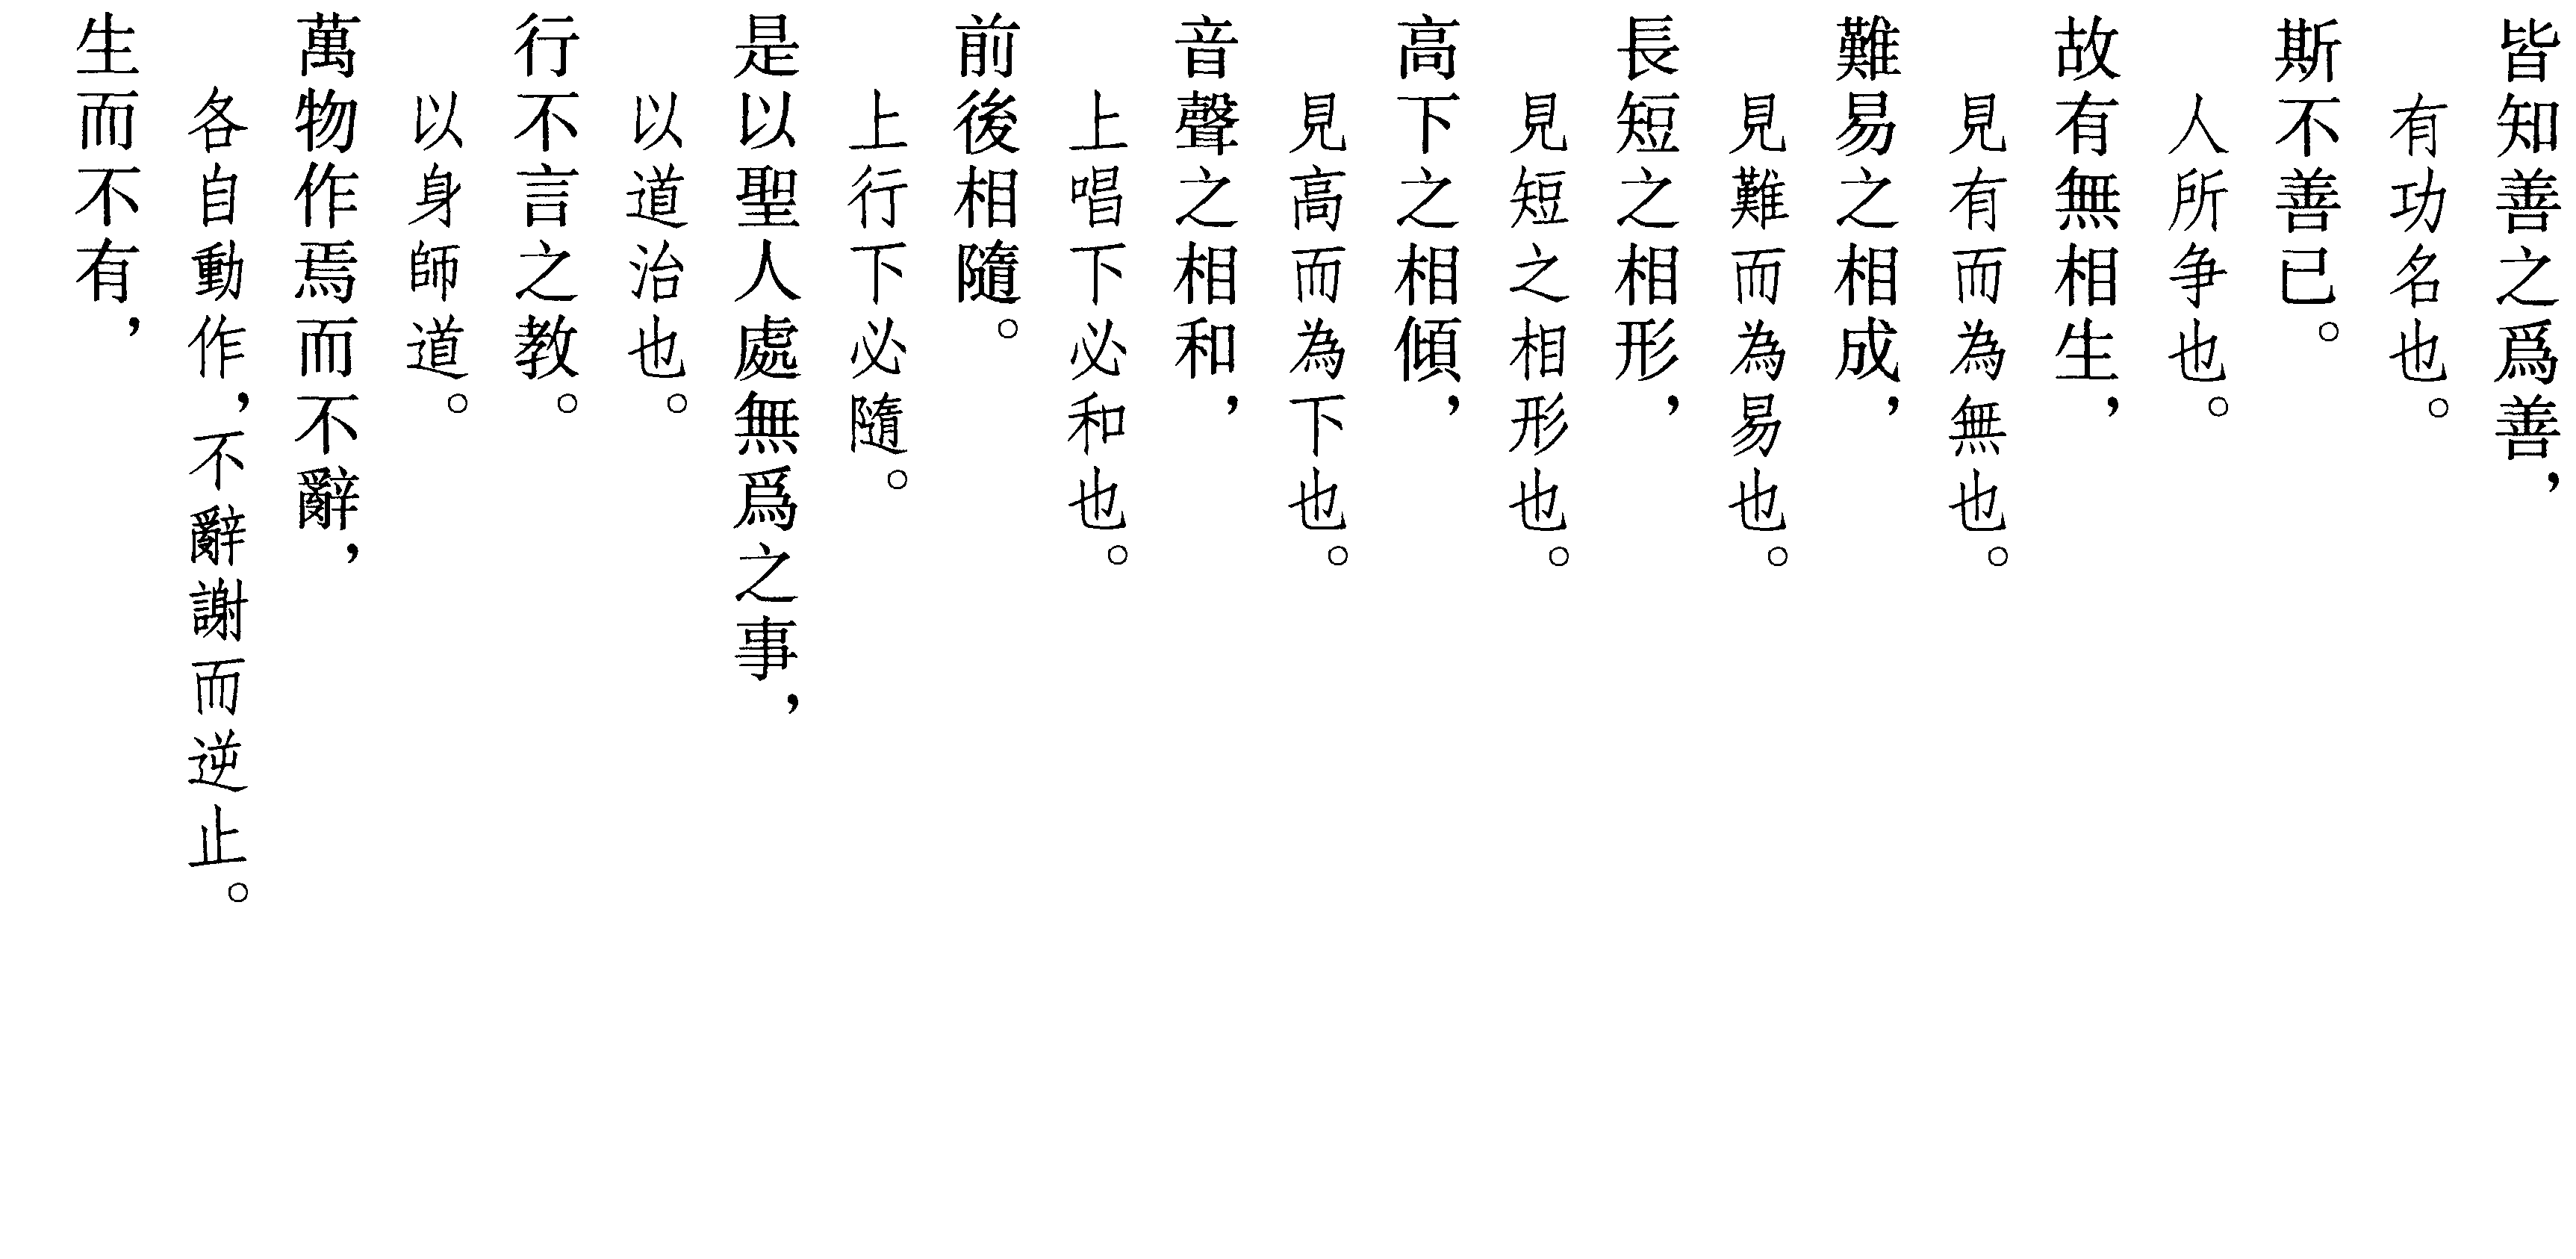 皆知善之爲善，
有功名也。
斯不善已。
人所争也。
故有無相生，
見有而為無也。
難易之相成，
見難而為易也。
長短之相形，
見短之相形也。
高下之相傾，
見高而為下也。
音聲之相和，
上唱下必和也。
前後相隨。
上行下必隨。
是以聖人處無爲之事，
以道治也。
行不言之教。
以身師道。
萬物作焉而不辭，
各自動作，不辭謝而逆止。
生而不有，